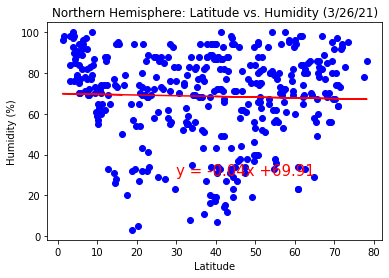 Northern Hemisphere: Latitude vs. Humidity (3/26/21)
100
80
60
40
20
0
Humidity (%)
y = -0.04x +69.91
0 10 20 30 40 50 60 70 80
Latitude